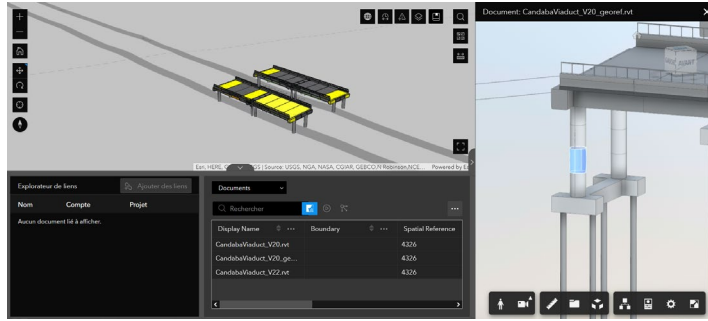 Document: CandabaViaduct_V20_georef.rvt
Esri, HERE, G
GS | Source: USGS, NGA, NASA, CGIAR, GEBCO,N Robinson,NCE...
Powered by Es
Explorateur de liens
Ajouter des liens
Nom Compte Projet
Aucun document lié à afficher.
Documents
Rechercher
Display Name Boundary Spatial Reference
CandabaViaduct_V20.rvt 4326
CandabaViaduct_V20_ge... 4326
CandabaViaduct_V22.rvt 4326